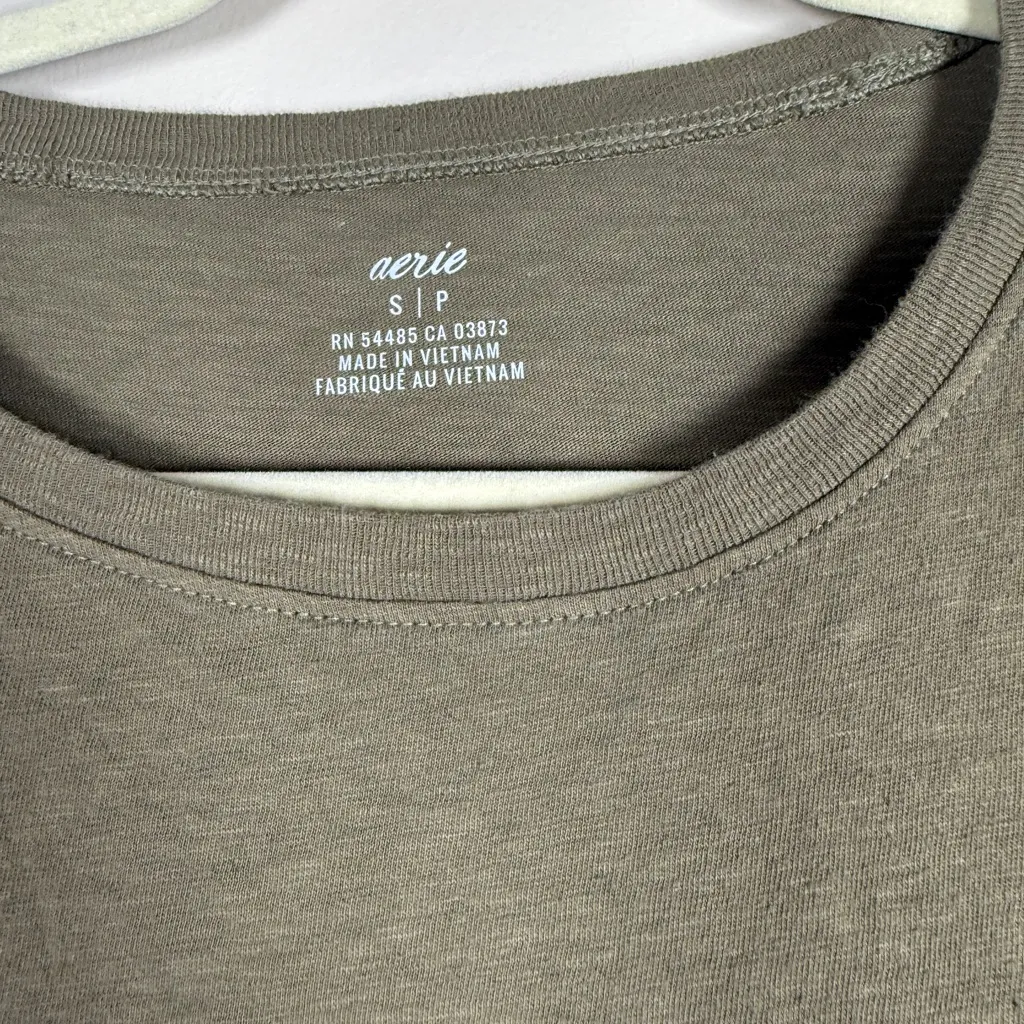 aerie
S | P
RN 54485 CA 03873
MADE IN VIETNAM
FABRIQUÉ AU VIETNAM